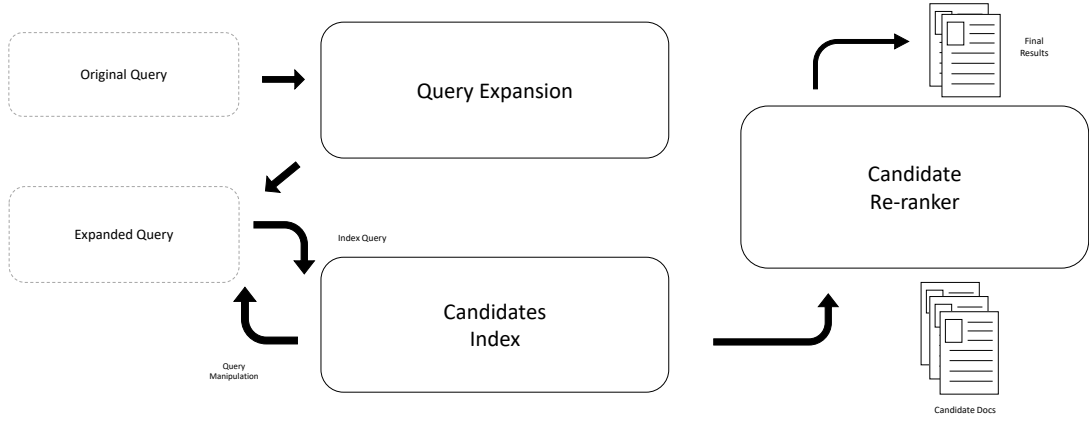 Original Query
Query Expansion
Final
Results
Candidate
Re-ranker
Expanded Query
Index Query
Candidates
Index
Query
Manipulation
Candidate Docs